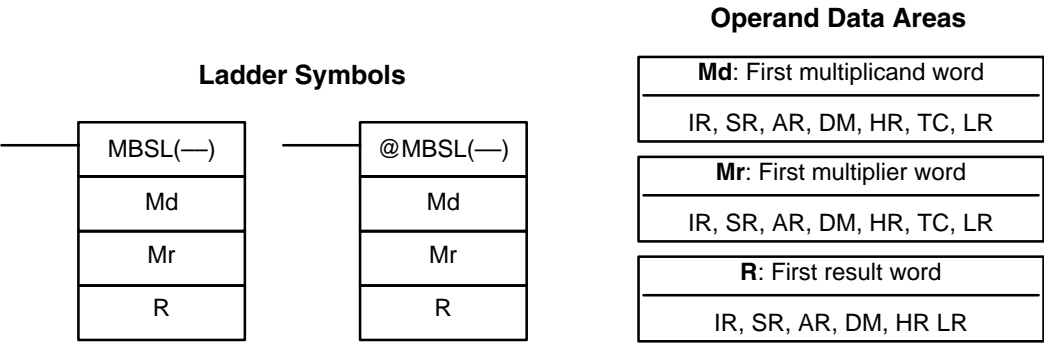 Operand Data Areas
Ladder Symbols
MBSL(—)
Md
Mr
R
@MBSL(—)
Md
Mr
R
Md: First multiplicand word
IR, SR, AR, DM, HR, TC, LR
Mr: First multiplier word
IR, SR, AR, DM, HR, TC, LR
R: First result word
IR, SR, AR, DM, HR LR